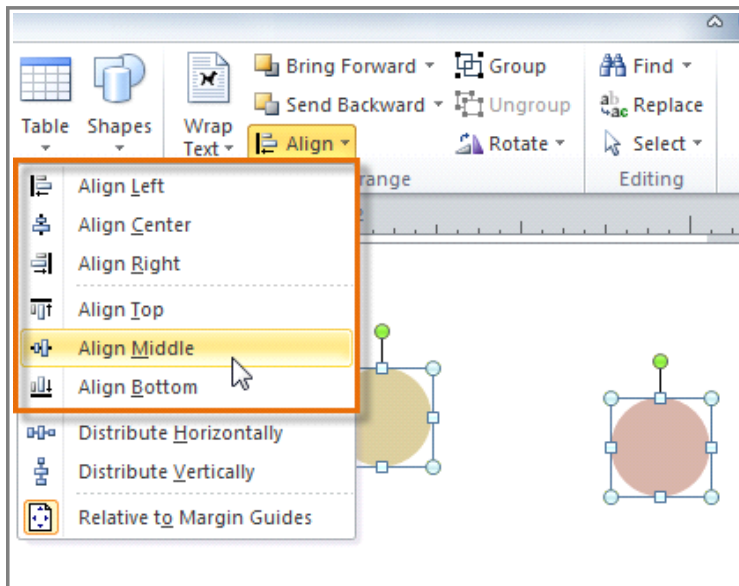 Bring Forward
Group
Find
Send Backward
Ungroup
Replace
Table
Shapes
Wrap
Text
Align
Rotate
Select
Editing
Align Left
Align Center
Align Right
Align Top
Align Middle
Align Bottom
Distribute Horizontally
Distribute Vertically
Relative to Margin Guides